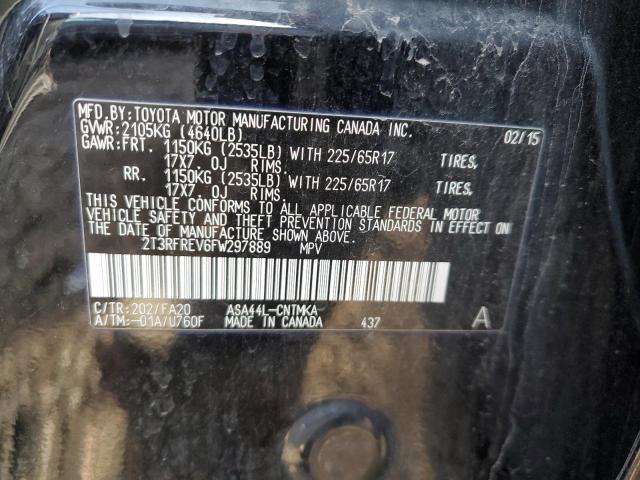 MFD.BY:TOYOTA MOTOR MANUFACTURING CANADA INC.
GVWR:2105KG (4640LB) 02/15
GAWR:FRT. 1150KG (2535LB) WITH 225/65R17 TIRES,
17X7. 0J RIMS.
RR. 1150KG (2535LB) WITH 225/65R17 TIRES,
17X7. 0J RIMS.
THIS VEHICLE CONFORMS TO ALL APPLICABLE FEDERAL MOTOR
VEHICLE SAFETY AND THEFT PREVENTION STANDARDS IN EFFECT ON
THE DATE OF MANUFACTURE SHOWN ABOVE.
2T3RFREV6FW297889 MPV
C/TR:202/FA20 ASA44L-CNTMKA
A/TM:-01A/U760F MADE IN CANADA 437 A